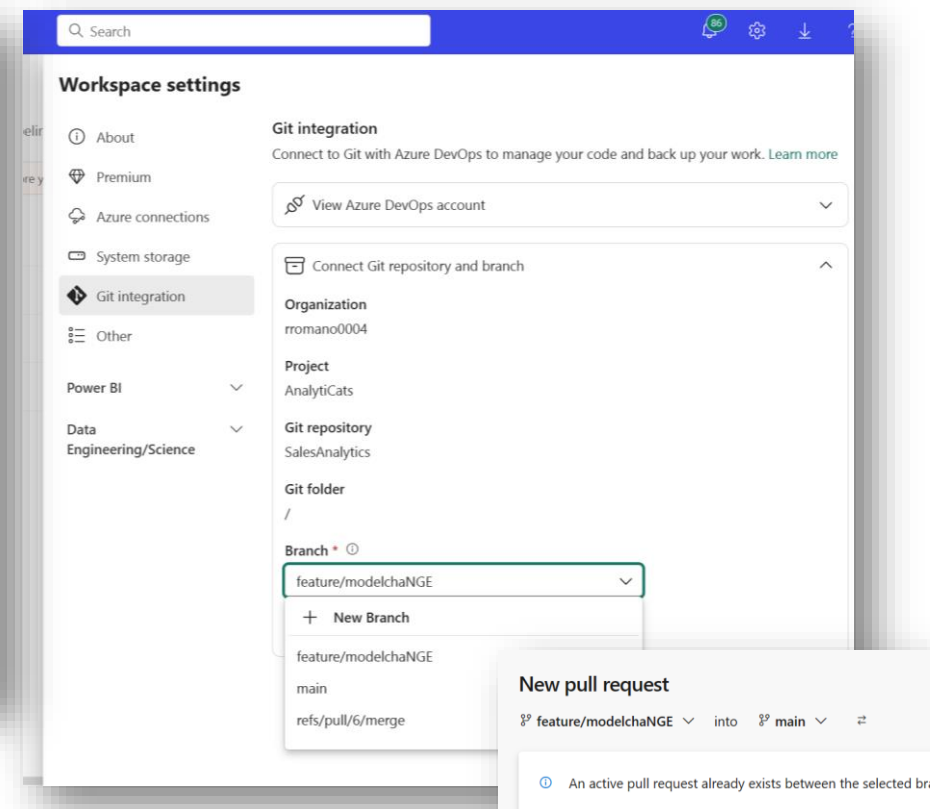 Search
86
Workspace settings
About
Premium
Azure connections
System storage
Git integration
Other
Power BI
Data
Engineering/Science
Git integration
Connect to Git with Azure DevOps to manage your code and back up your work. Learn more
View Azure DevOps account
Connect Git repository and branch
Organization
rromano0004
Project
AnalytiCats
Git repository
SalesAnalytics
Git folder
/
Branch *
feature/modelchaNGE
+ New Branch
feature/modelchaNGE
main
refs/pull/6/merge
New pull request
feature/modelchaNGE into main
An active pull request already exists between the selected bra